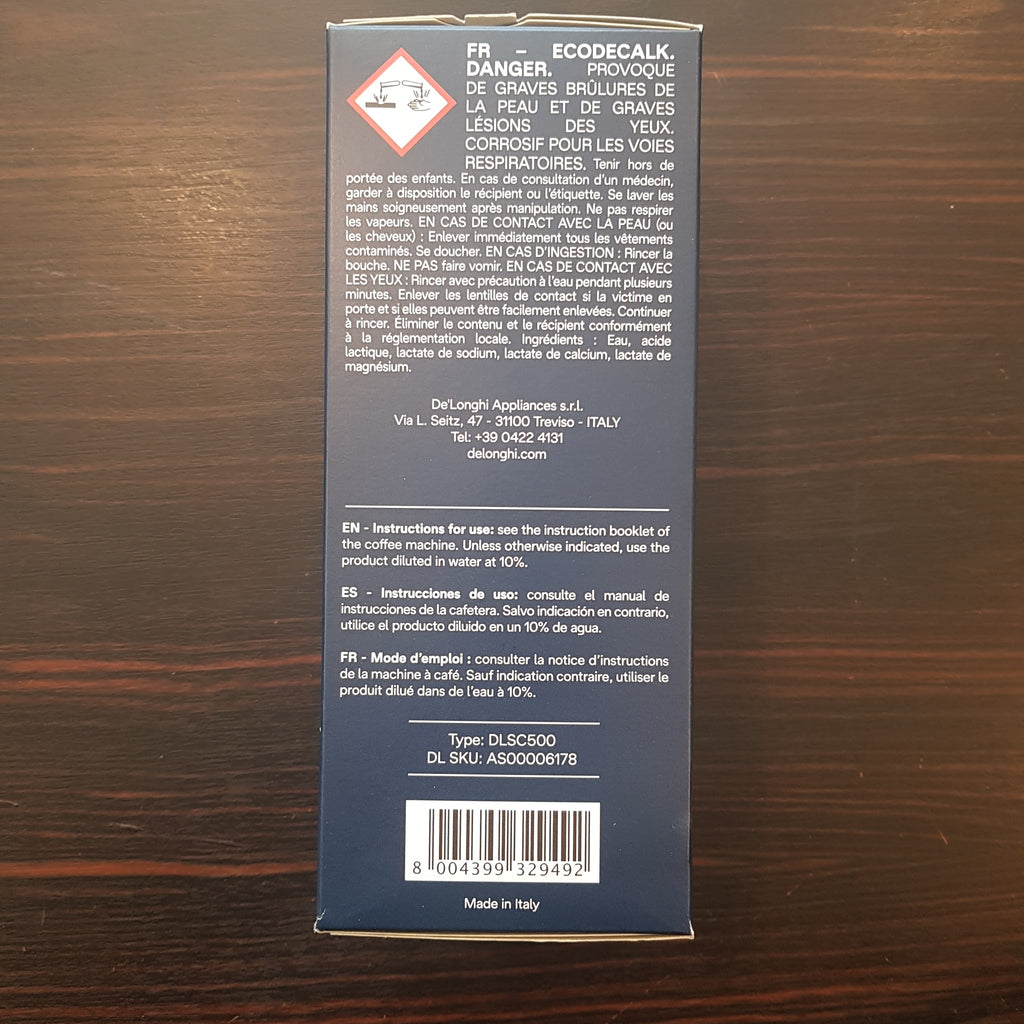 FR – ECODECALK.
DANGER. PROVOQUE
DE GRAVES BRÛLURES DE
LA PEAU ET DE GRAVES
LÉSIONS DES YEUX.
CORROSIF POUR LES VOIES
RESPIRATOIRES. Tenir hors de
portée des enfants. En cas de consultation d'un médecin,
garder à disposition le récipient ou l'étiquette. Se laver les
mains soigneusement après manipulation. Ne pas respirer
les vapeurs. EN CAS DE CONTACT AVEC LA PEAU (ou
les cheveux) : Enlever immédiatement tous les vêtements
contaminés. Se doucher. EN CAS D'INGESTION : Rincer la
bouche. NE PAS faire vomir. EN CAS DE CONTACT AVEC
LES YEUX : Rincer avec précaution à l'eau pendant plusieurs
minutes. Enlever les lentilles de contact si la victime en
porte et si elles peuvent être facilement enlevées. Continuer
à rincer. Éliminer le contenu et le récipient conformément
à la réglementation locale. Ingrédients : Eau, acide
lactique, lactate de sodium, lactate de calcium, lactate de
magnésium.
De'Longhi Appliances s.r.l.
Via L. Seitz, 47 - 31100 Treviso - ITALY
Tel: +39 0422 4131
delonghi.com
EN - Instructions for use: see the instruction booklet of
the coffee machine. Unless otherwise indicated, use the
product diluted in water at 10%.
ES - Instrucciones de uso: consulte el manual de
instrucciones de la cafetera. Salvo indicación en contrario,
utilice el producto diluido en un 10% de agua.
FR - Mode d'emploi : consulter la notice d'instructions
de la machine à café. Sauf indication contraire, utiliser le
produit dilué dans de l'eau à 10%.
Type: DLSC500
DL SKU: AS00006178
8 004399 329492
Made in Italy